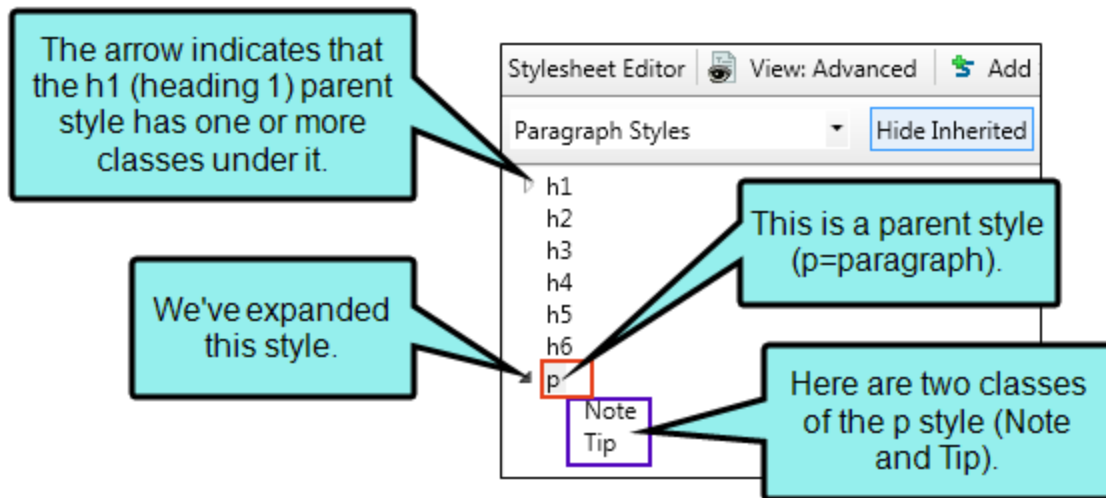 The arrow indicates that
the h1 (heading 1) parent
style has one or more
classes under it.
Stylesheet Editor View: Advanced Add
Paragraph Styles Hide Inherited
h1
h2
h3
h4
h5
h6
p
Note
Tip
This is a parent style
(p=paragraph).
We've expanded
this style.
Here are two classes
of the p style (Note
and Tip).